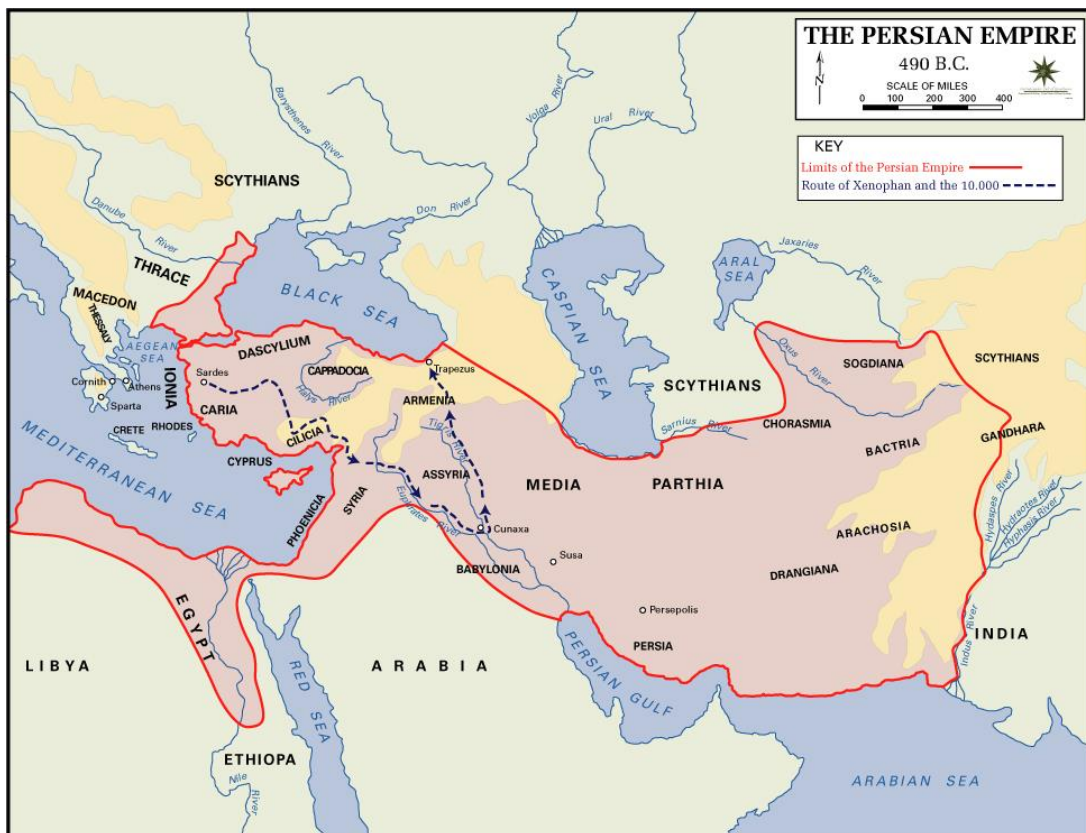 THE PERSIAN EMPIRE
490 B.C.
N
SCALE OF MILES
0 100 200 300 400
KEY
Limits of the Persian Empire
Route of Xenophan and the 10.000
SCYTHIANS
Barysthenes River
Volga River
Ural River
Don River
Danube River
THRACE
MACEDON
THESSALY
BLACK SEA
CASPIAN SEA
ARAL SEA
Jaxaries River
AEGEAN SEA
Cornith
Athens
Sparta
IONIA
DASCYLIUM
Sardes
CAPPADOCIA
Halys River
Trapezus
ARMENIA
CARIA
CILICIA
CRETE
RHODES
CYPRUS
MEDITERRANEAN SEA
PHOENICIA
SYRIA
Tigris River
ASSYRIA
Euphrates River
Cunaxa
BABYLONIA
MEDIA
Susa
PARTHIA
SCYTHIANS
Sarnius River
CHORASMIA
Oxus River
SOGDIANA
SCYTHIANS
BACTRIA
GANDHARA
ARACHOSIA
DRANGIANA
Hydaspes River
Hydraotes River
Hyphasis River
Indus River
INDIA
Persepolis
PERSIA
PERSIAN GULF
ARABIA
LIBYA
EGYPT
RED SEA
ETHIOPA
Nile River
ARABIAN SEA